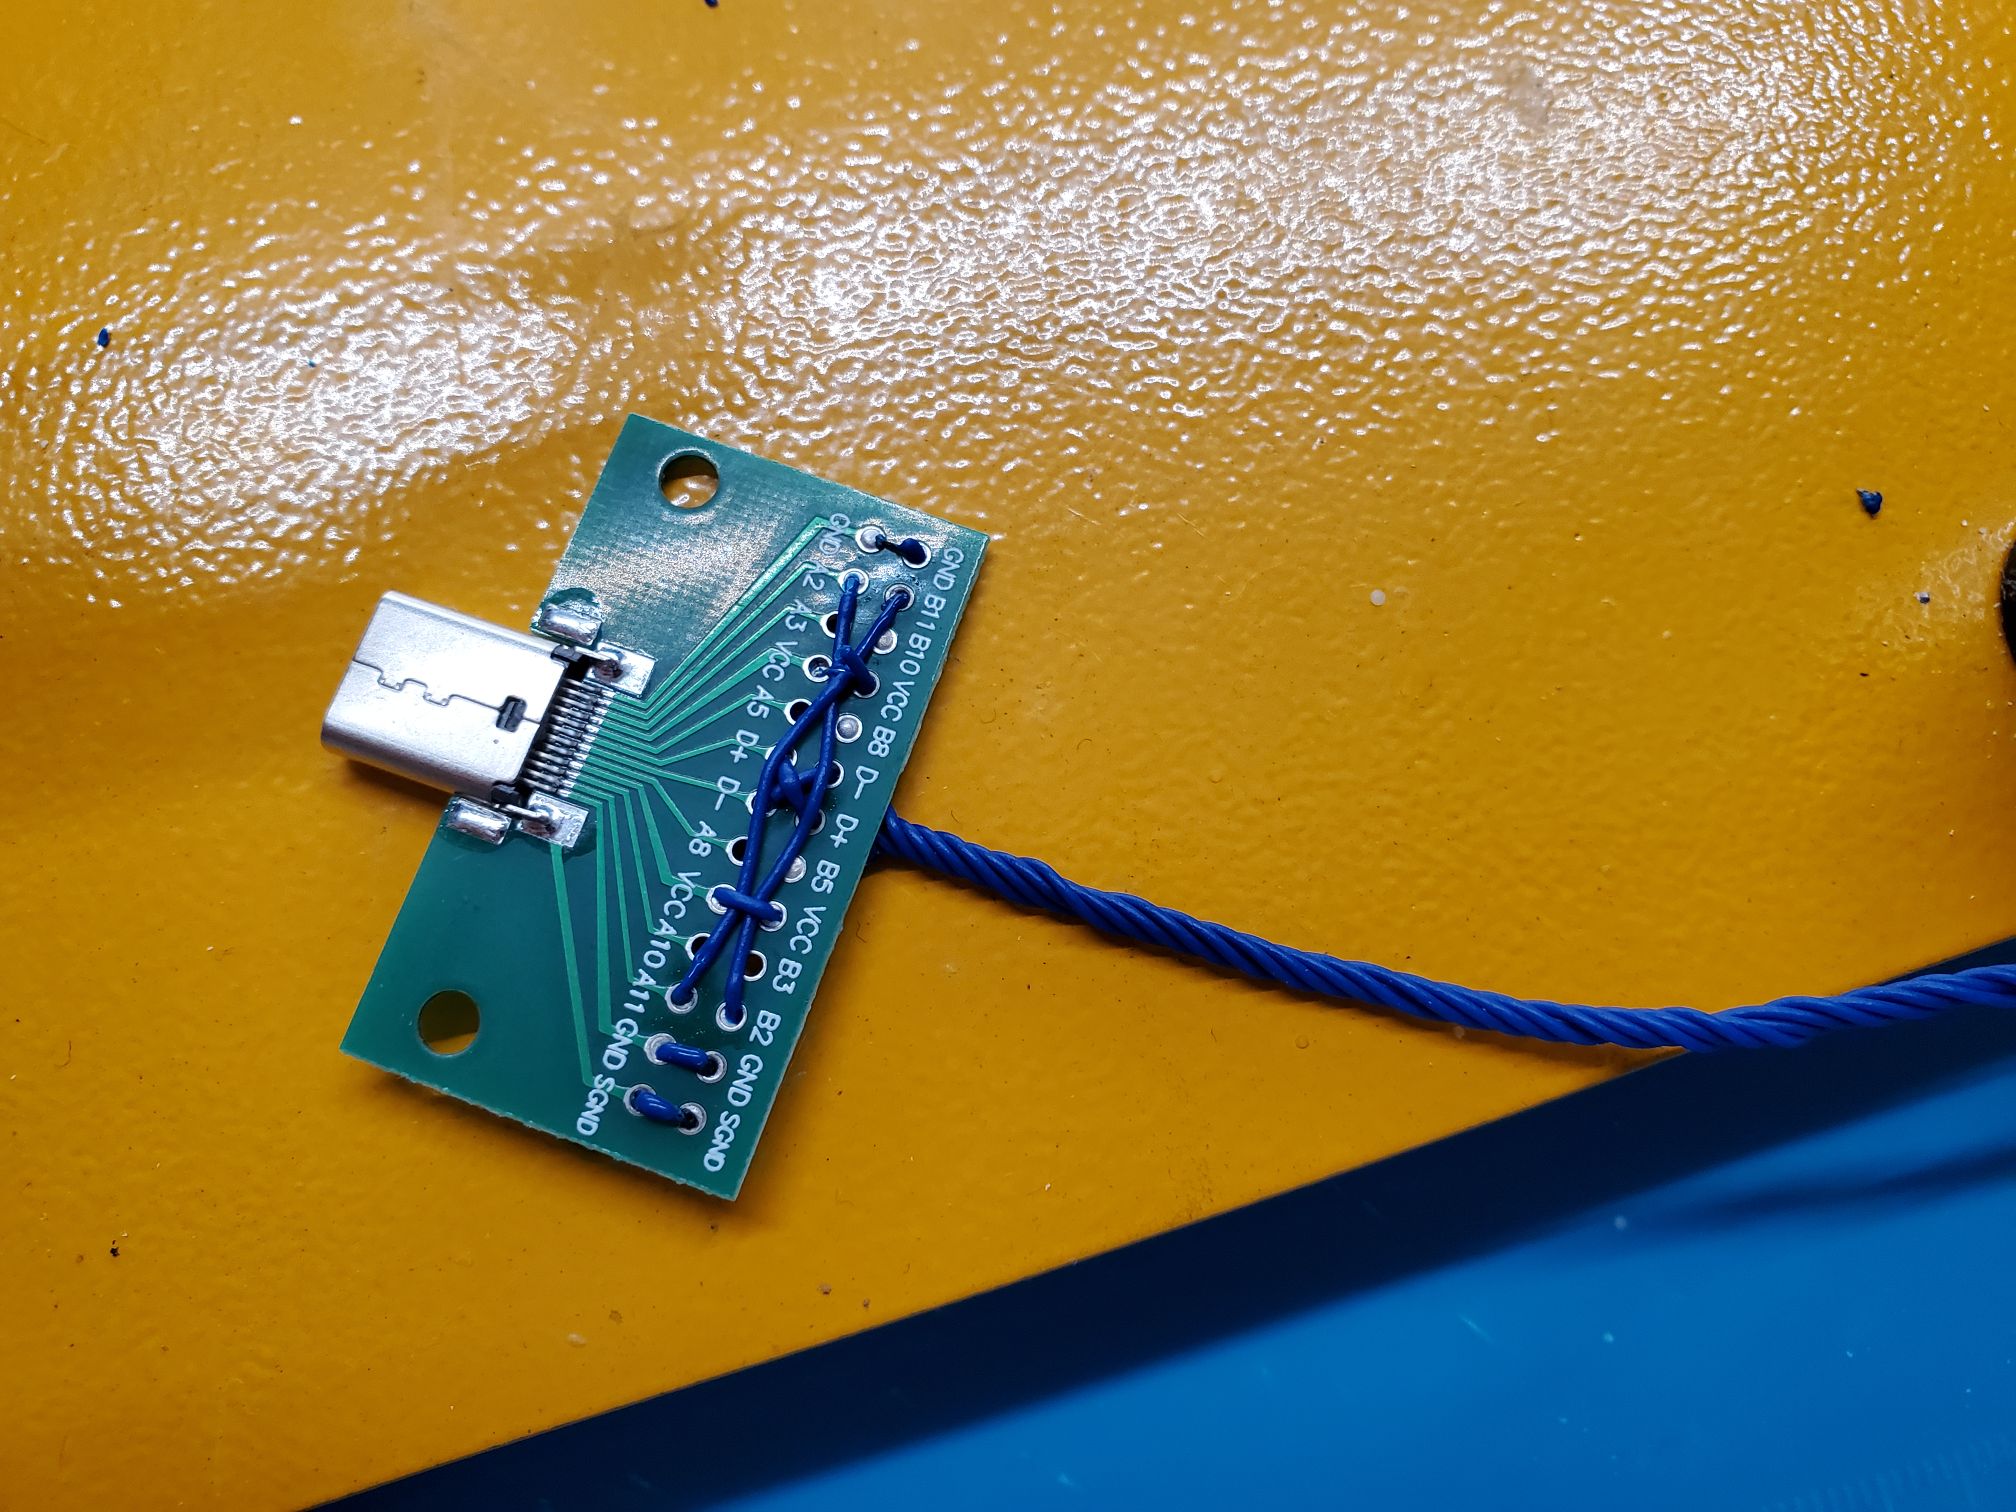 GND A2 A3 VCC A5 D+ D- A8 VCC A10 A11 GND SGND
GND B11 B10 VCC B8 D- D+ B5 VCC B3 B2 GND SGND